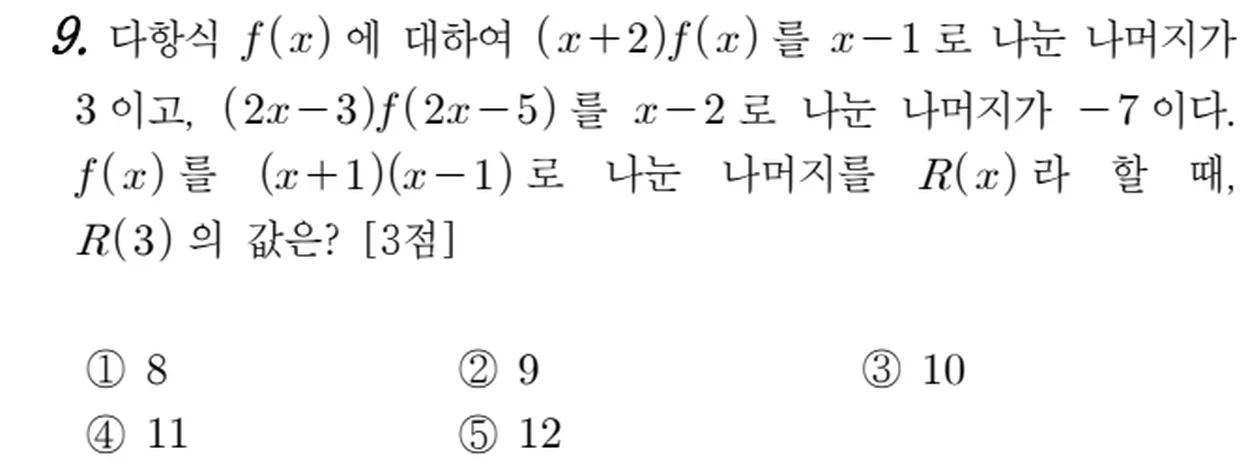 9. 다항식 f(x)에 대하여 (x+2)f(x)를 x-1로 나눈 나머지가
3이고, (2x-3)f(2x-5)를 x-2로 나눈 나머지가 -7이다.
f(x)를 (x+1)(x-1)로 나눈 나머지를 R(x)라 할 때,
R(3)의 값은? [3점]
① 8 ② 9 ③ 10
④ 11 ⑤ 12